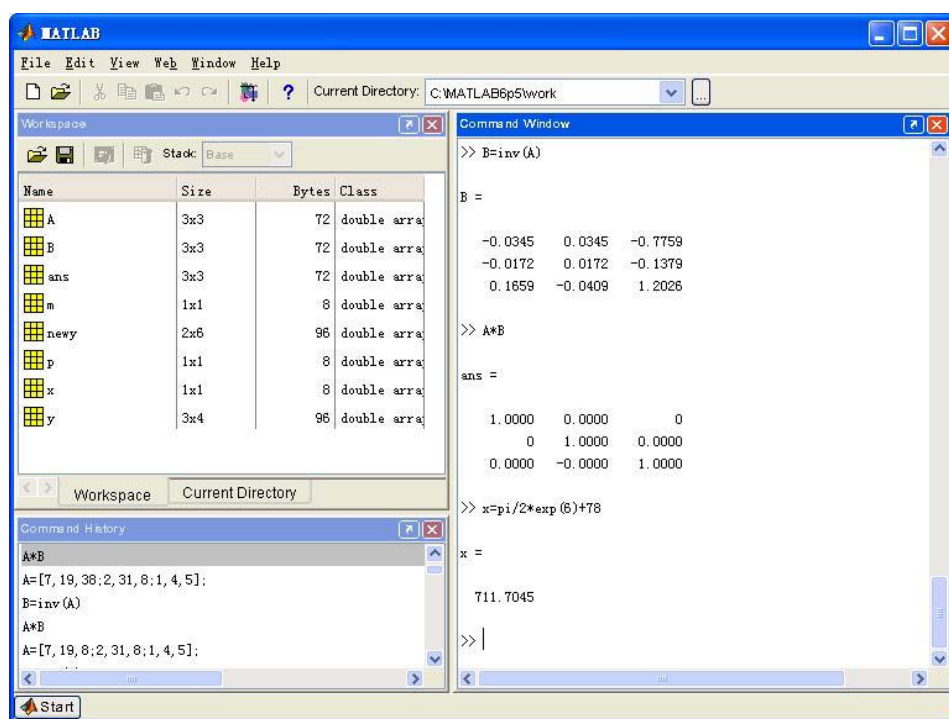 MATLAB
File Edit View Web Window Help
Current Directory: C:\MATLAB6p5\work
...
Workspace
Stack: Base
Name Size Bytes Class
A 3x3 72 double array
B 3x3 72 double array
ans 3x3 72 double array
m 1x1 8 double array
newy 2x6 96 double array
p 1x1 8 double array
x 1x1 8 double array
y 3x4 96 double array
Workspace Current Directory
Command History
A*B
A=[7,19,38;2,31,8;1,4,5];
B=inv(A)
A*B
A=[7,19,8;2,31,8;1,4,5];
Command Window
>> B=inv(A)
B =
-0.0345 0.0345 -0.7759
-0.0172 0.0172 -0.1379
0.1659 -0.0409 1.2026
>> A*B
ans =
1.0000 0.0000 0
0 1.0000 0.0000
0.0000 -0.0000 1.0000
>> x=pi/2*exp(6)+78
x =
711.7045
>>
Start